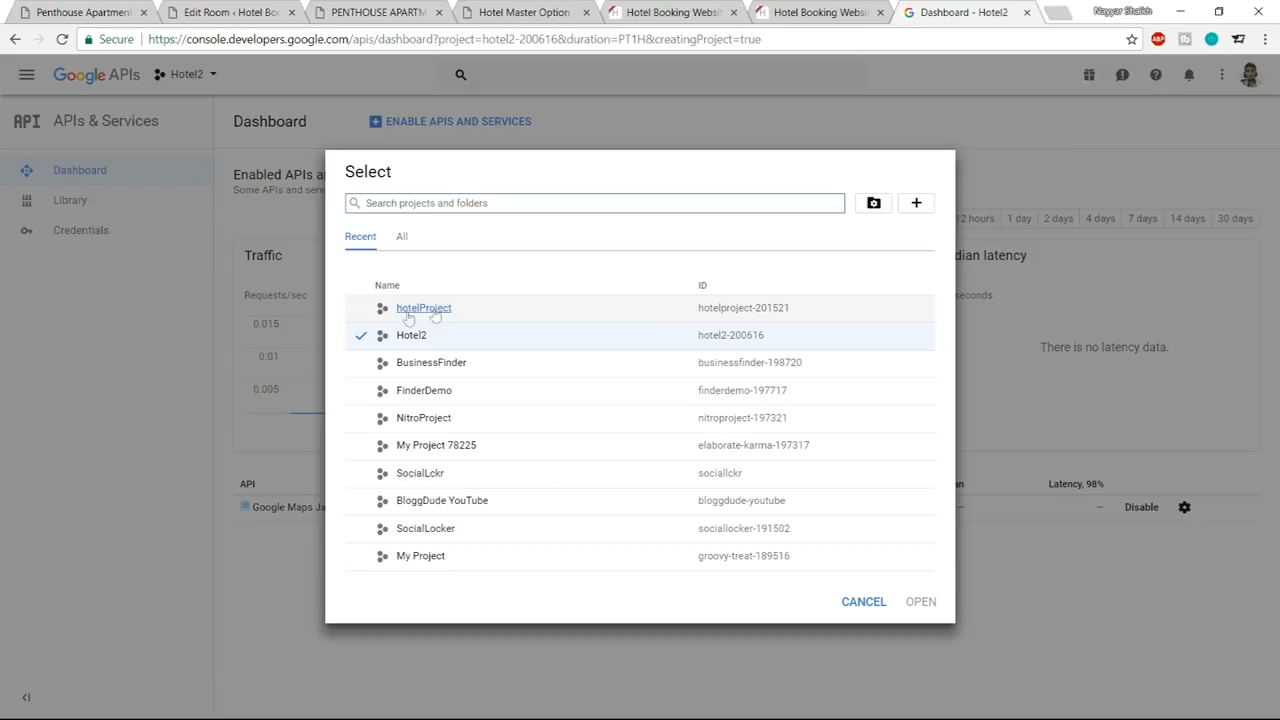 Penthouse Apartment
Edit Room ‹ Hotel Boo
PENTHOUSE APARTM
Hotel Master Option
Hotel Booking Websit
Hotel Booking Websit
Dashboard - Hotel2
Nayyar Shaikh
Secure
https://console.developers.google.com/apis/dashboard?project=hotel2-200616&duration=PT1H&creatingProject=true
ABP
Google APIs
Hotel2
API APIs & Services
Dashboard
ENABLE APIS AND SERVICES
Dashboard
Library
Credentials
Enabled APIs a
Some APIs and serv
12 hours
1 day
2 days
4 days
7 days
14 days
30 days
Traffic
Requests/sec
0.015
0.01
0.005
dian latency
seconds
There is no latency data.
Select
Search projects and folders
Recent
All
Name
ID
hotelProject
hotelproject-201521
Hotel2
hotel2-200616
BusinessFinder
businessfinder-198720
FinderDemo
finderdemo-197717
NitroProject
nitroproject-197321
My Project 78225
elaborate-karma-197317
SocialLckr
sociallckr
BloggDude YouTube
bloggdude-youtube
SocialLocker
sociallocker-191502
My Project
groovy-treat-189516
CANCEL
OPEN
API
an
Latency, 98%
Google Maps Ja
Disable